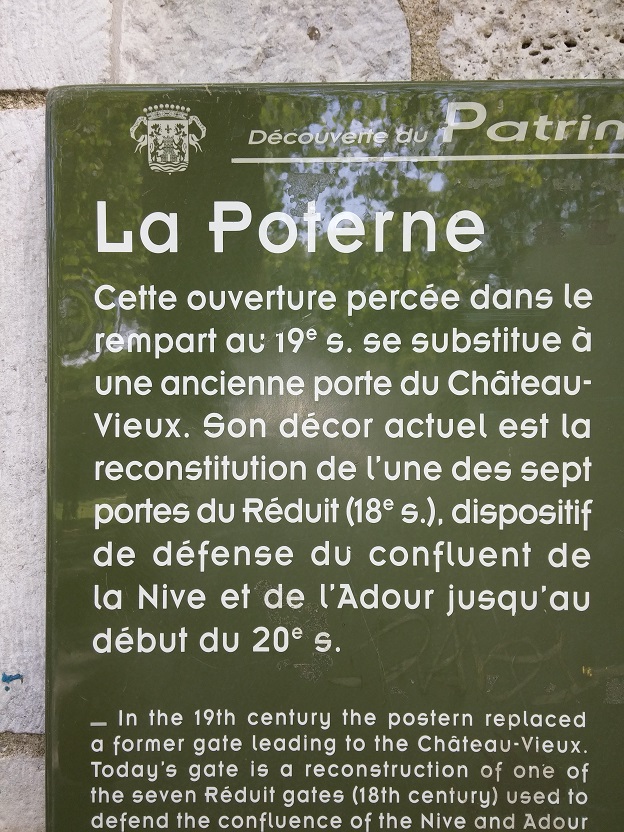 Découverte du Patrin
La Poterne
Cette ouverture percée dans le
rempart au 19e s. se substitue à
une ancienne porte du Château-
Vieux. Son décor actuel est la
reconstitution de l'une des sept
portes du Réduit (18e s.), dispositif
de défense du confluent de
la Nive et de l'Adour jusqu'au
début du 20e s.
_ In the 19th century the postern replaced
a former gate leading to the Château-Vieux.
Today's gate is a reconstruction of one of
the seven Réduit gates (18th century) used to
defend the confluence of the Nive and Adour